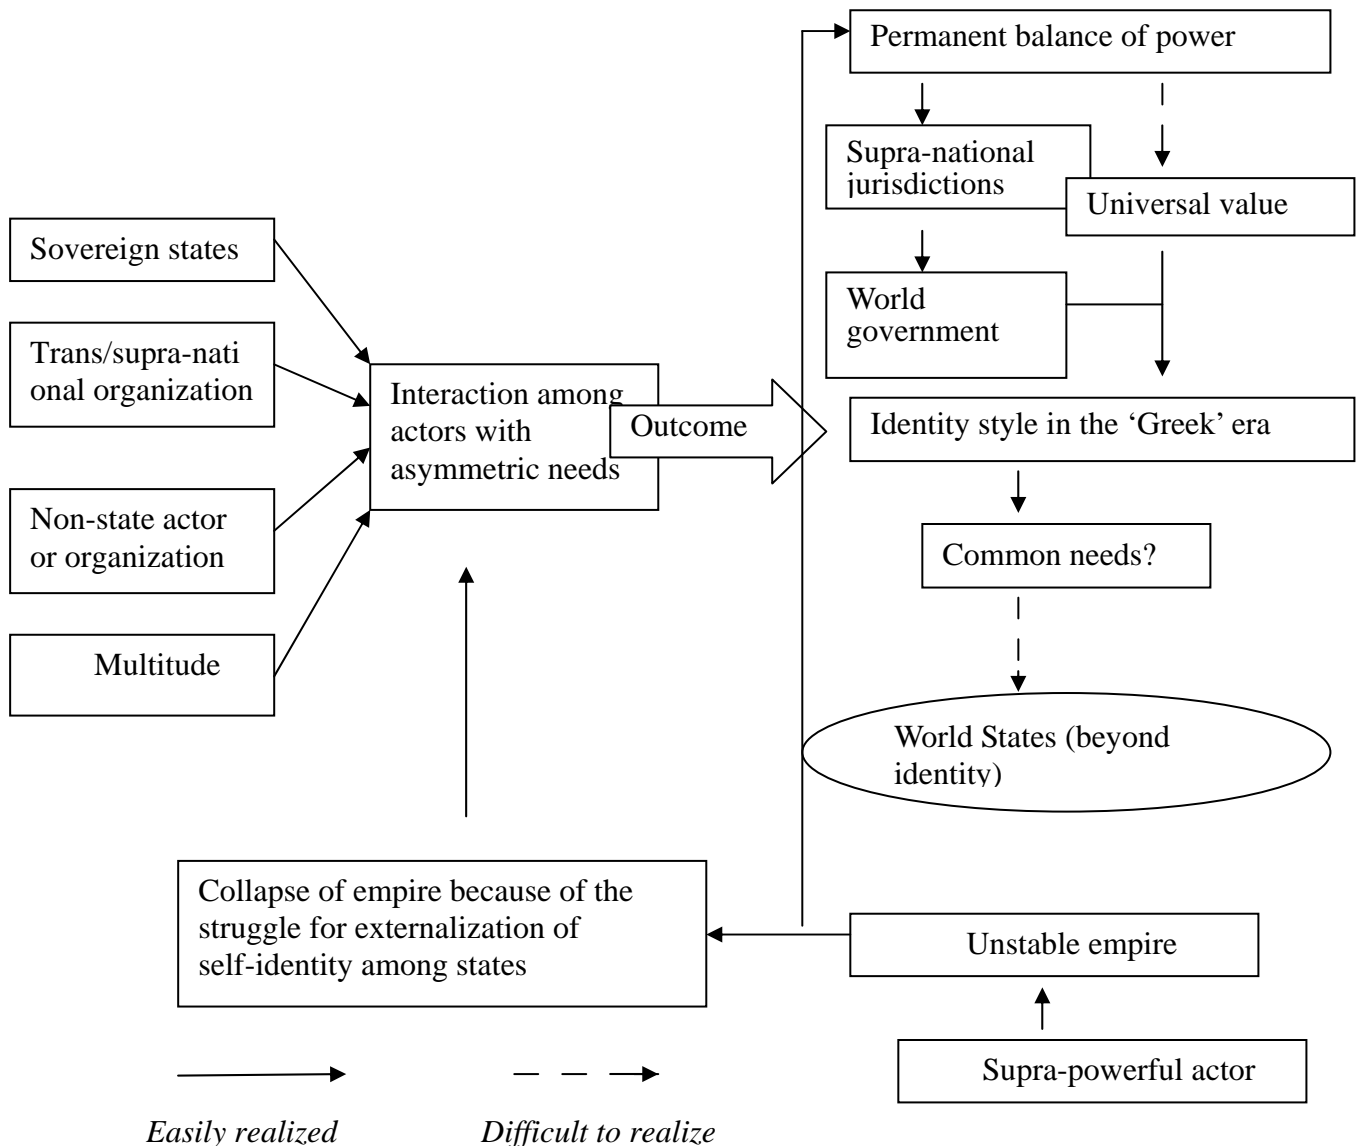 Permanent balance of power
Supra-national
jurisdictions
Universal value
Sovereign states
World
government
Trans/supra-nati
onal organization
Interaction among
actors with
asymmetric needs
Outcome
Identity style in the ‘Greek’ era
Non-state actor
or organization
Common needs?
Multitude
World States (beyond
identity)
Collapse of empire because of the
struggle for externalization of
self-identity among states
Unstable empire
Supra-powerful actor
Easily realized
Difficult to realize